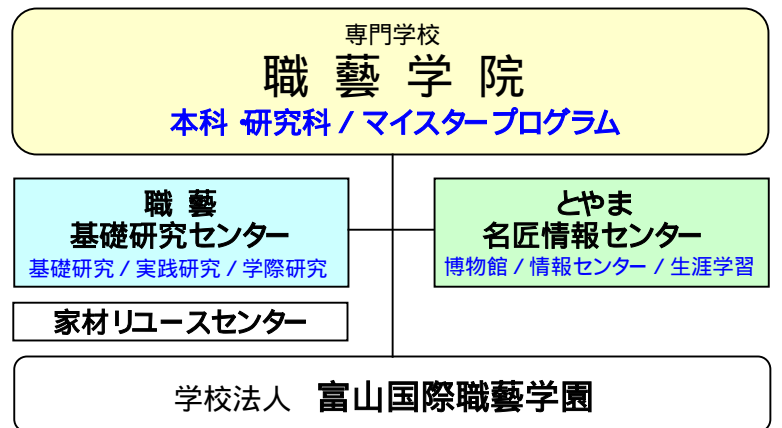 専門学校
職 藝 学 院
本科・研究科 / マイスタープログラム
職 藝
基礎研究センター
基礎研究 / 実践研究 / 学際研究
とやま
名匠情報センター
博物館 / 情報センター / 生涯学習
家材リユースセンター
学校法人 富山国際職藝学園